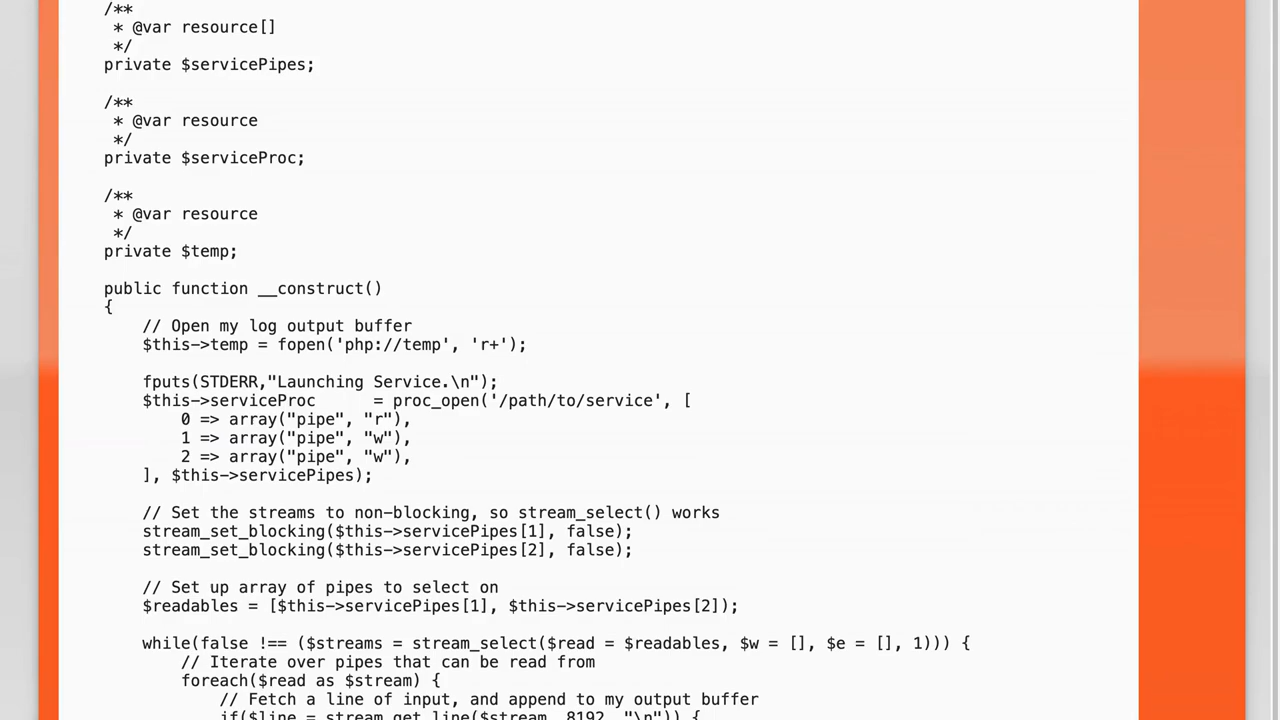 /**
 * @var resource[]
 */
private $servicePipes;
/**
 * @var resource
 */
private $serviceProc;
/**
 * @var resource
 */
private $temp;
public function __construct()
{
// Open my log output buffer
$this->temp = fopen('php://temp', 'r+');
fputs(STDERR,"Launching Service.\n");
$this->serviceProc      = proc_open('/path/to/service', [
0 => array("pipe", "r"),
1 => array("pipe", "w"),
2 => array("pipe", "w"),
], $this->servicePipes);
// Set the streams to non-blocking, so stream_select() works
stream_set_blocking($this->servicePipes[1], false);
stream_set_blocking($this->servicePipes[2], false);
// Set up array of pipes to select on
$readables = [$this->servicePipes[1], $this->servicePipes[2]);
while(false !== ($streams = stream_select($read = $readables, $w = [], $e = [], 1))) {
// Iterate over pipes that can be read from
foreach($read as $stream) {
// Fetch a line of input, and append to my output buffer
if($line = stream_get_line($stream, 8192, "\n")) {